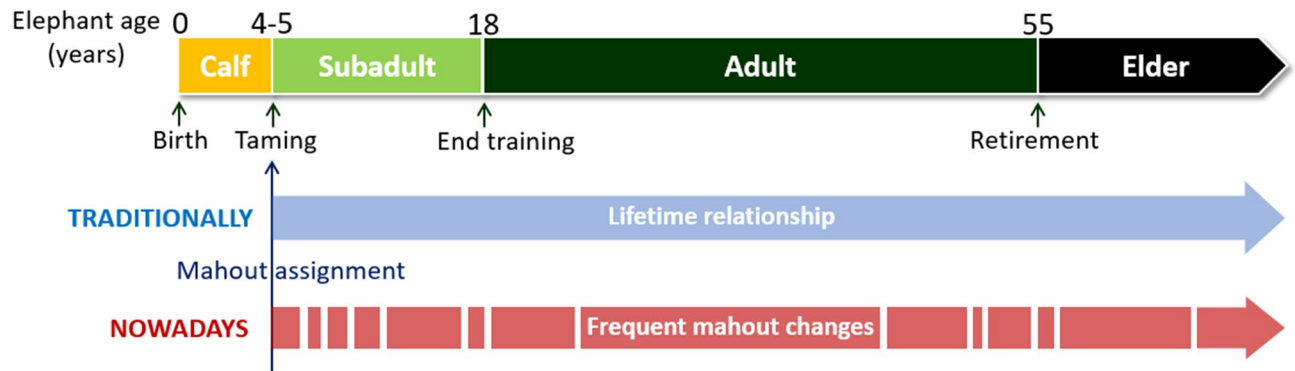 Elephant age 0 4-5 18 55
(years)
Calf Subadult Adult Elder
Birth Taming End training Retirement
TRADITIONALLY Lifetime relationship
Mahout assignment
NOWADAYS Frequent mahout changes